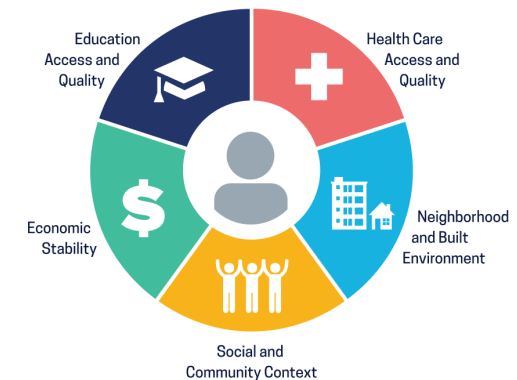 Education
Access and
Quality
Health Care
Access and
Quality
Economic
Stability
Neighborhood
and Built
Environment
Social and
Community Context
$